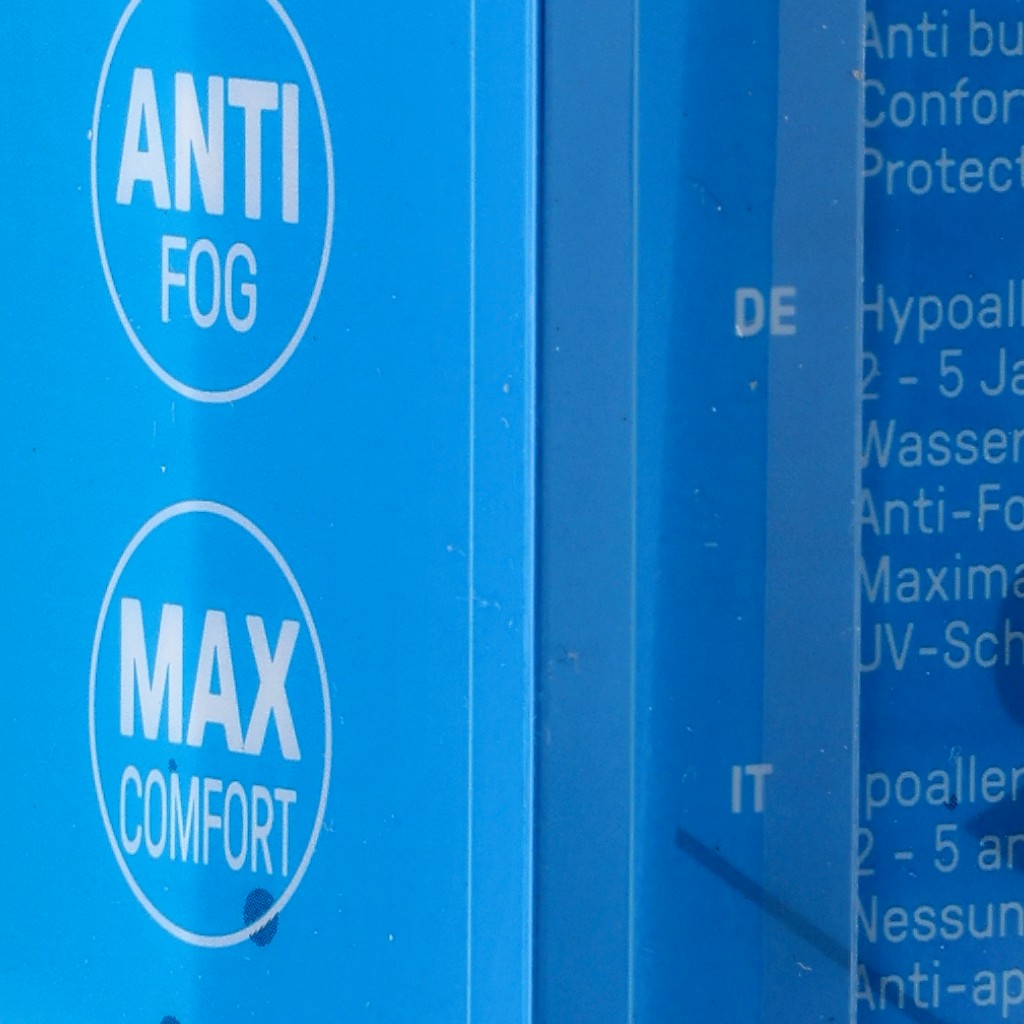 ANTI
FOG
MAX
COMFORT
Anti bu
Confor
Protect
DE
Hypoall
2 - 5 Ja
Wasser
Anti-Fo
Maxima
UV-Sch
IT
Ipoaller
2 - 5 an
Nessun
Anti-ap